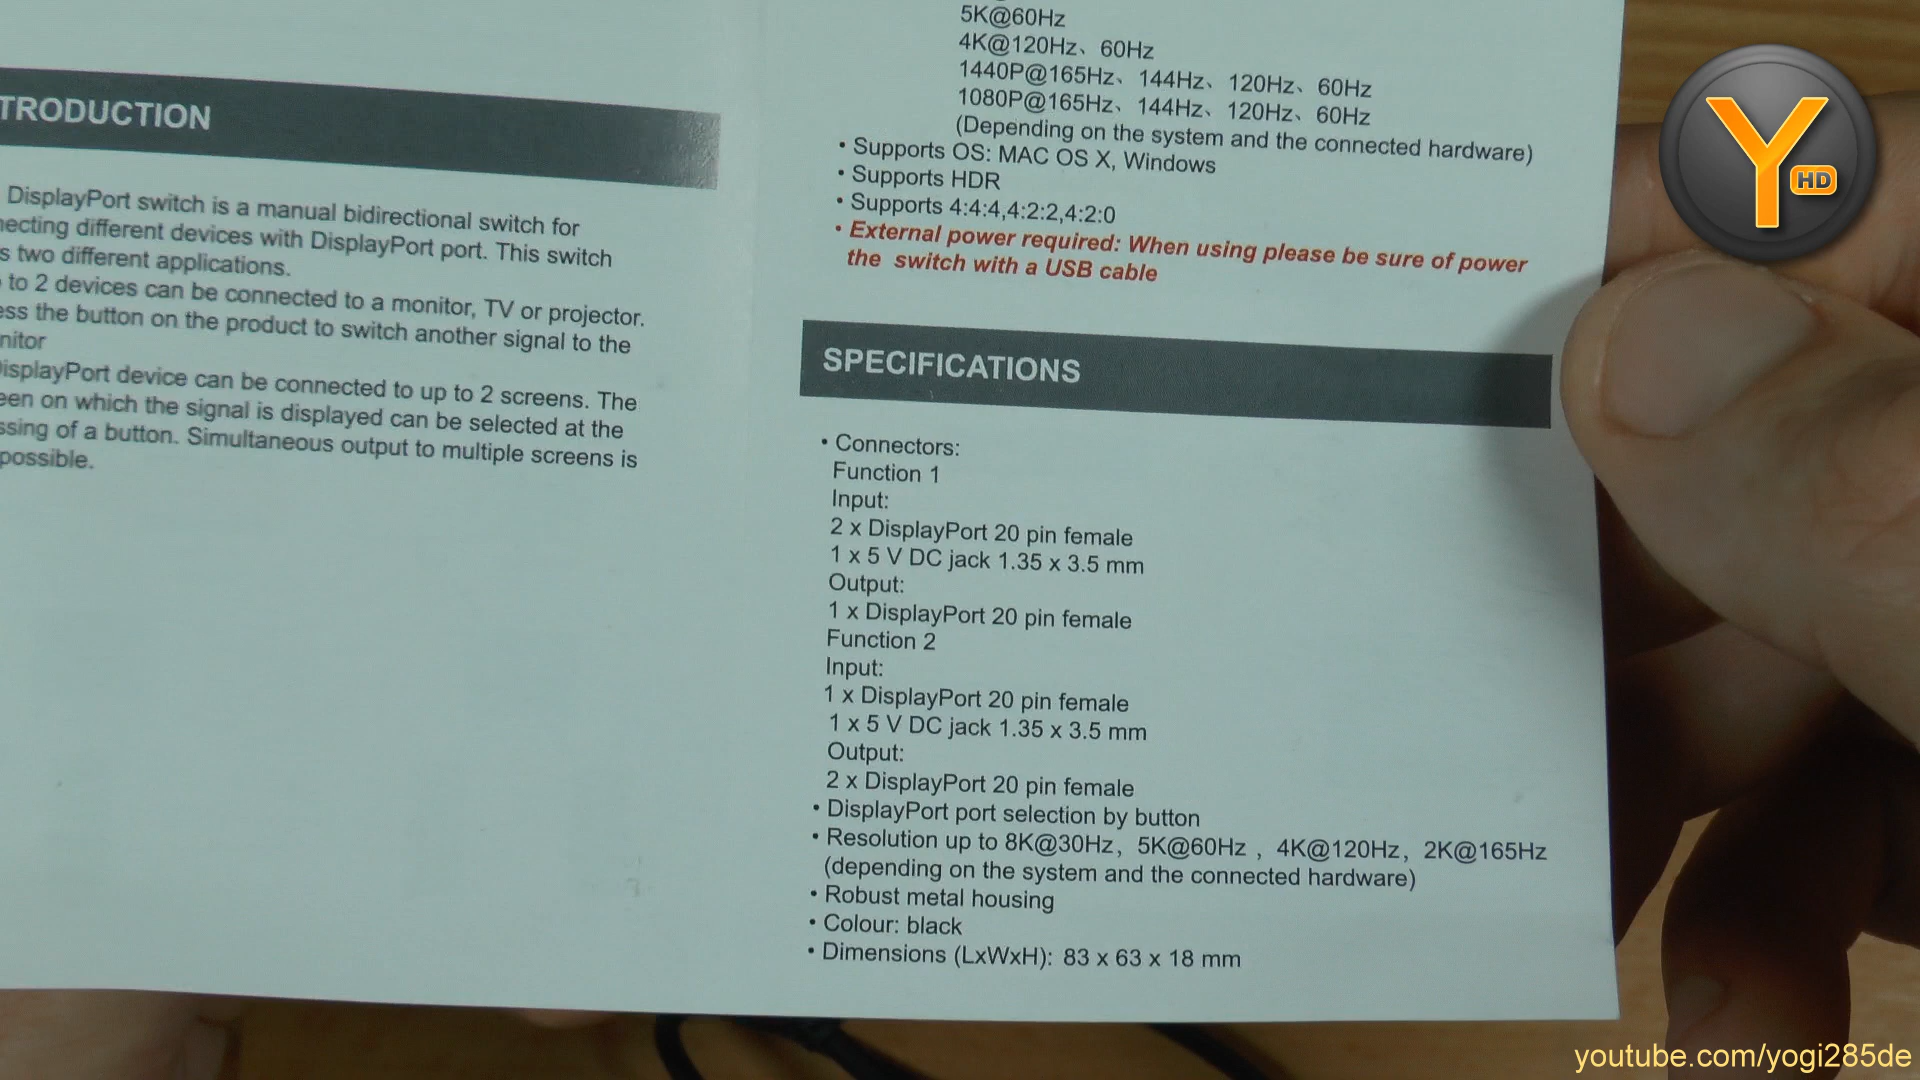 TRODUCTION
DisplayPort switch is a manual bidirectional switch for
necting different devices with DisplayPort port. This switch
s two different applications.
to 2 devices can be connected to a monitor, TV or projector.
ess the button on the product to switch another signal to the
nitor
isplayPort device can be connected to up to 2 screens. The
een on which the signal is displayed can be selected at the
ssing of a button. Simultaneous output to multiple screens is
possible.
5K@60Hz
4K@120Hz、60Hz
1440P@165Hz、144Hz、120Hz、60Hz
1080P@165Hz、144Hz、120Hz、60Hz
(Depending on the system and the connected hardware)
• Supports OS: MAC OS X, Windows
• Supports HDR
• Supports 4:4:4,4:2:2,4:2:0
• External power required: When using please be sure of power
the switch with a USB cable
SPECIFICATIONS
• Connectors:
Function 1
Input:
2 x DisplayPort 20 pin female
1 x 5 V DC jack 1.35 x 3.5 mm
Output:
1 x DisplayPort 20 pin female
Function 2
Input:
1 x DisplayPort 20 pin female
1 x 5 V DC jack 1.35 x 3.5 mm
Output:
2 x DisplayPort 20 pin female
• DisplayPort port selection by button
• Resolution up to 8K@30Hz，5K@60Hz ，4K@120Hz，2K@165Hz
(depending on the system and the connected hardware)
• Robust metal housing
• Colour: black
• Dimensions (LxWxH): 83 x 63 x 18 mm
Y HD
youtube.com/yogi285de